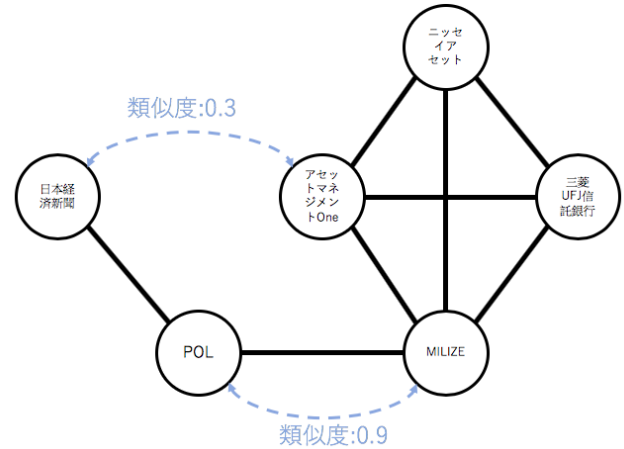 ニッセ
イア
セット
類似度:0.3
日本経
済新聞
アセッ
トマネ
ジメン
トOne
三菱
UFJ信
託銀行
POL
MILIZE
類似度:0.9